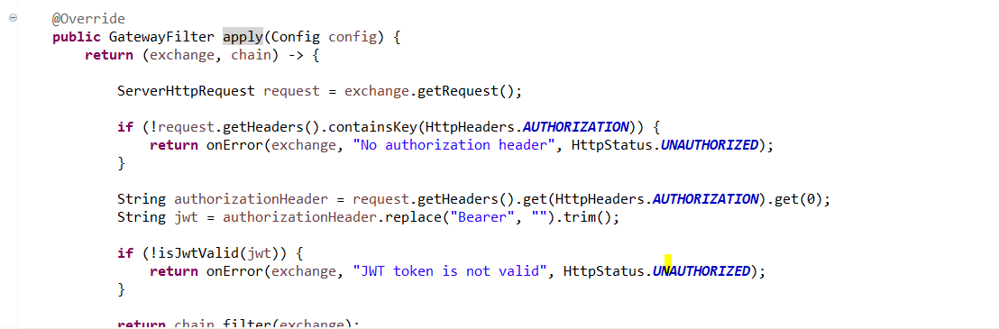 @Override
public GatewayFilter apply(Config config) {
return (exchange, chain) -> {
ServerHttpRequest request = exchange.getRequest();
if (!request.getHeaders().containsKey(HttpHeaders.AUTHORIZATION)) {
return onError(exchange, "No authorization header", HttpStatus.UNAUTHORIZED);
}
String authorizationHeader = request.getHeaders().get(HttpHeaders.AUTHORIZATION).get(0);
String jwt = authorizationHeader.replace("Bearer", "").trim();
if (!isJwtValid(jwt)) {
return onError(exchange, "JWT token is not valid", HttpStatus.UNAUTHORIZED);
}
return chain.filter(exchange);